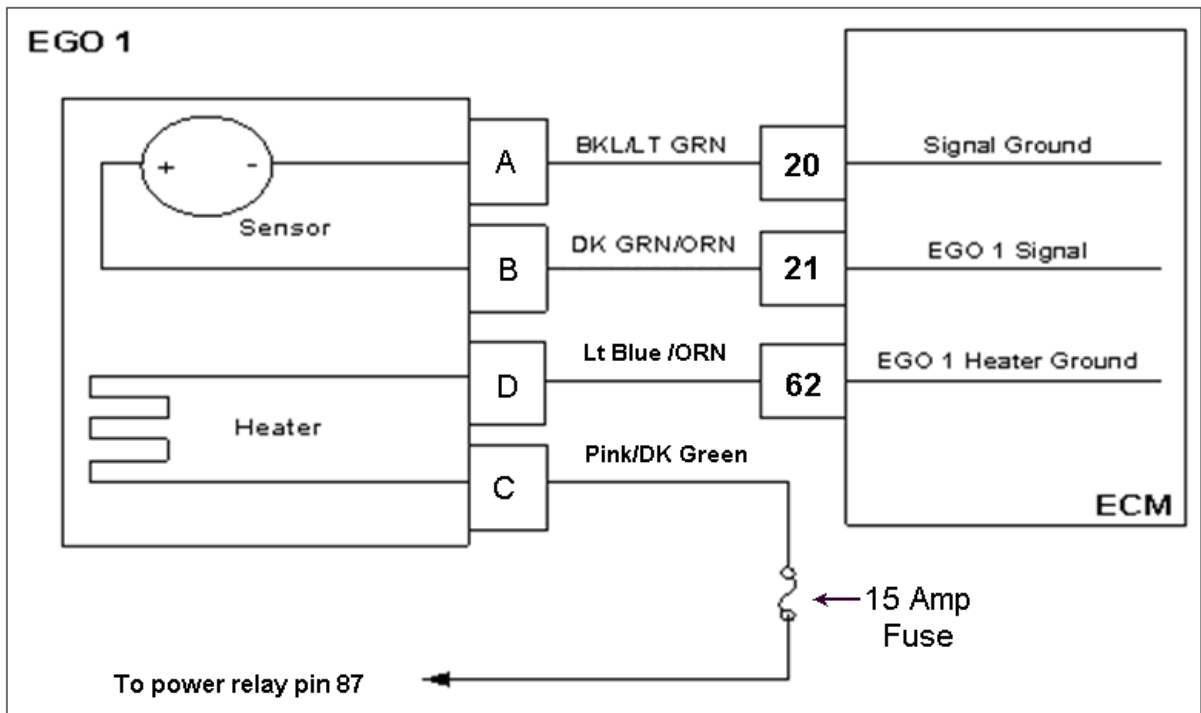 EGO 1
A
BKL/LT GRN
20
Signal Ground
+ -
Sensor
B
DK GRN/ORN
21
EGO 1 Signal
D
Lt Blue /ORN
62
EGO 1 Heater Ground
Heater
C
Pink/DK Green
ECM
15 Amp
Fuse
To power relay pin 87